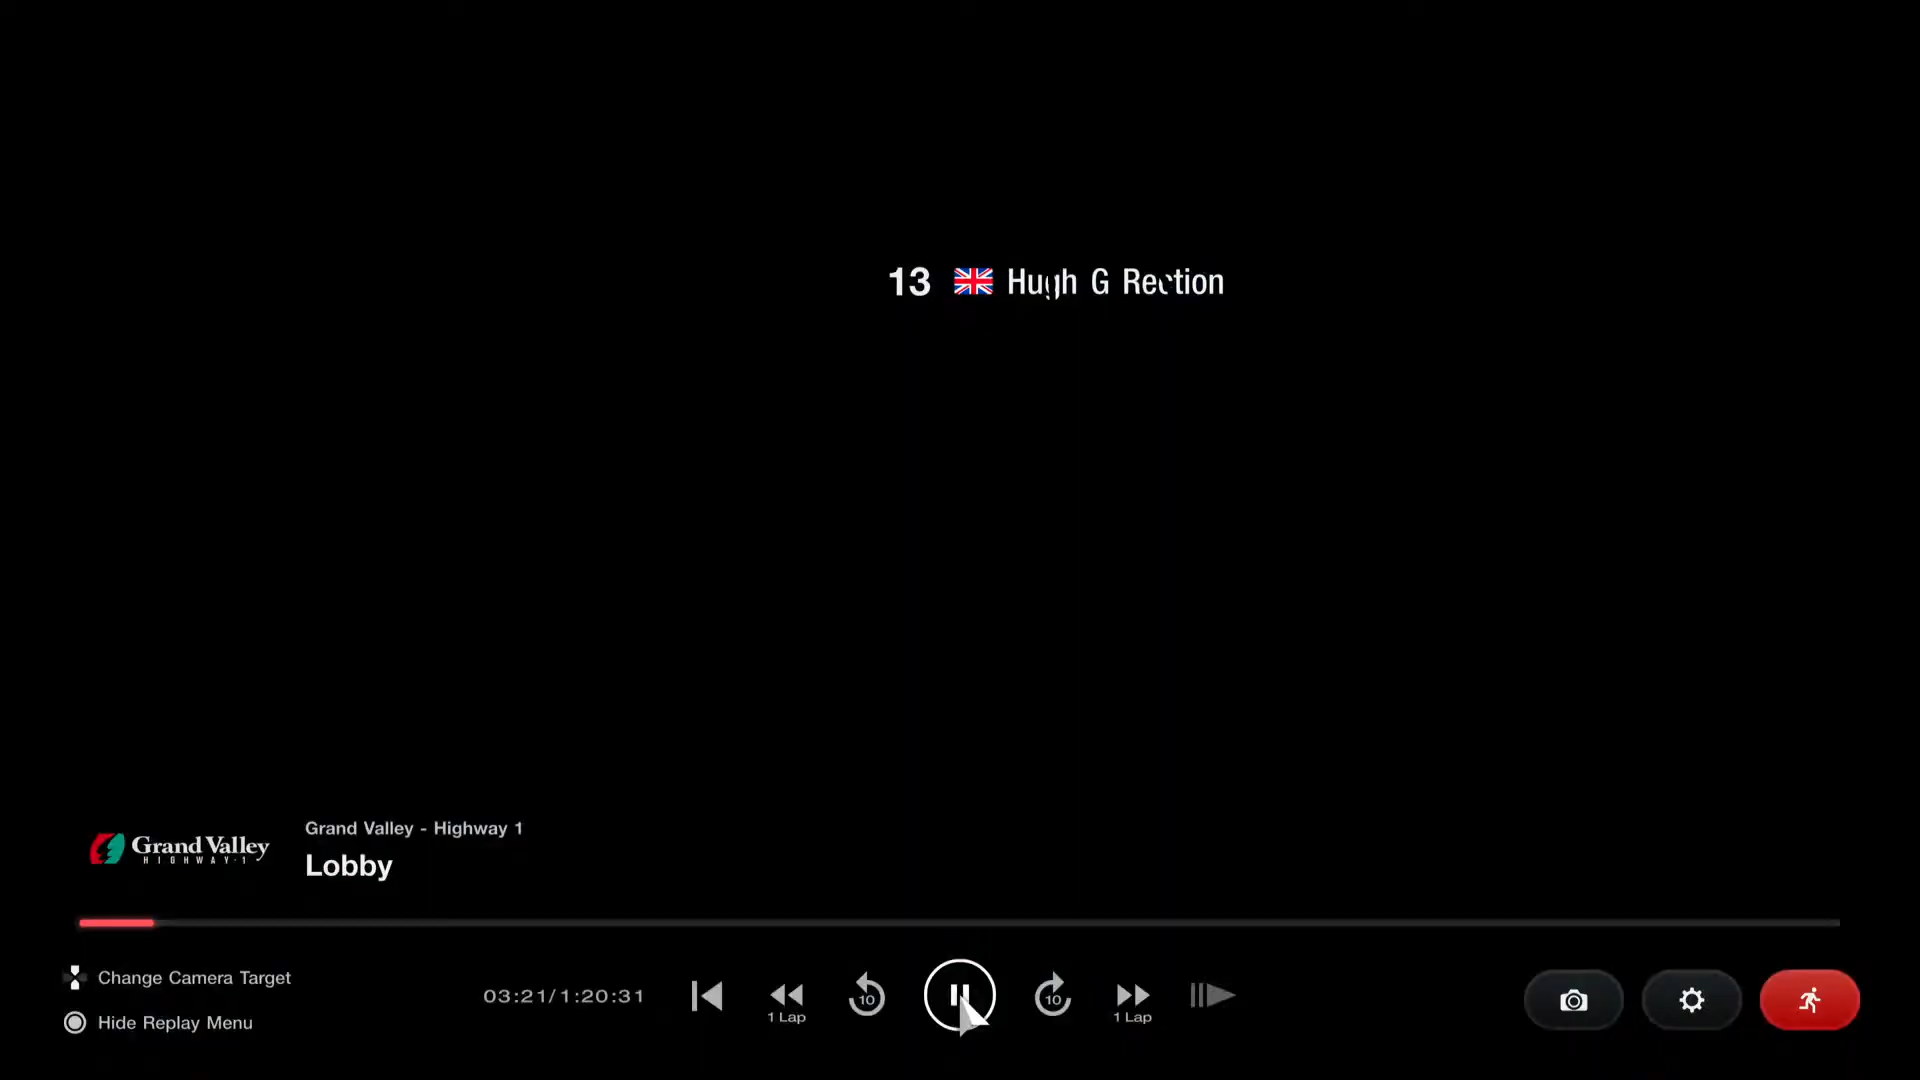 13 Hugh G Rection
Grand Valley
HIGHWAY·1
Grand Valley - Highway 1
Lobby
Change Camera Target
Hide Replay Menu
03:21/1:20:31
1 Lap
10
10
1 Lap